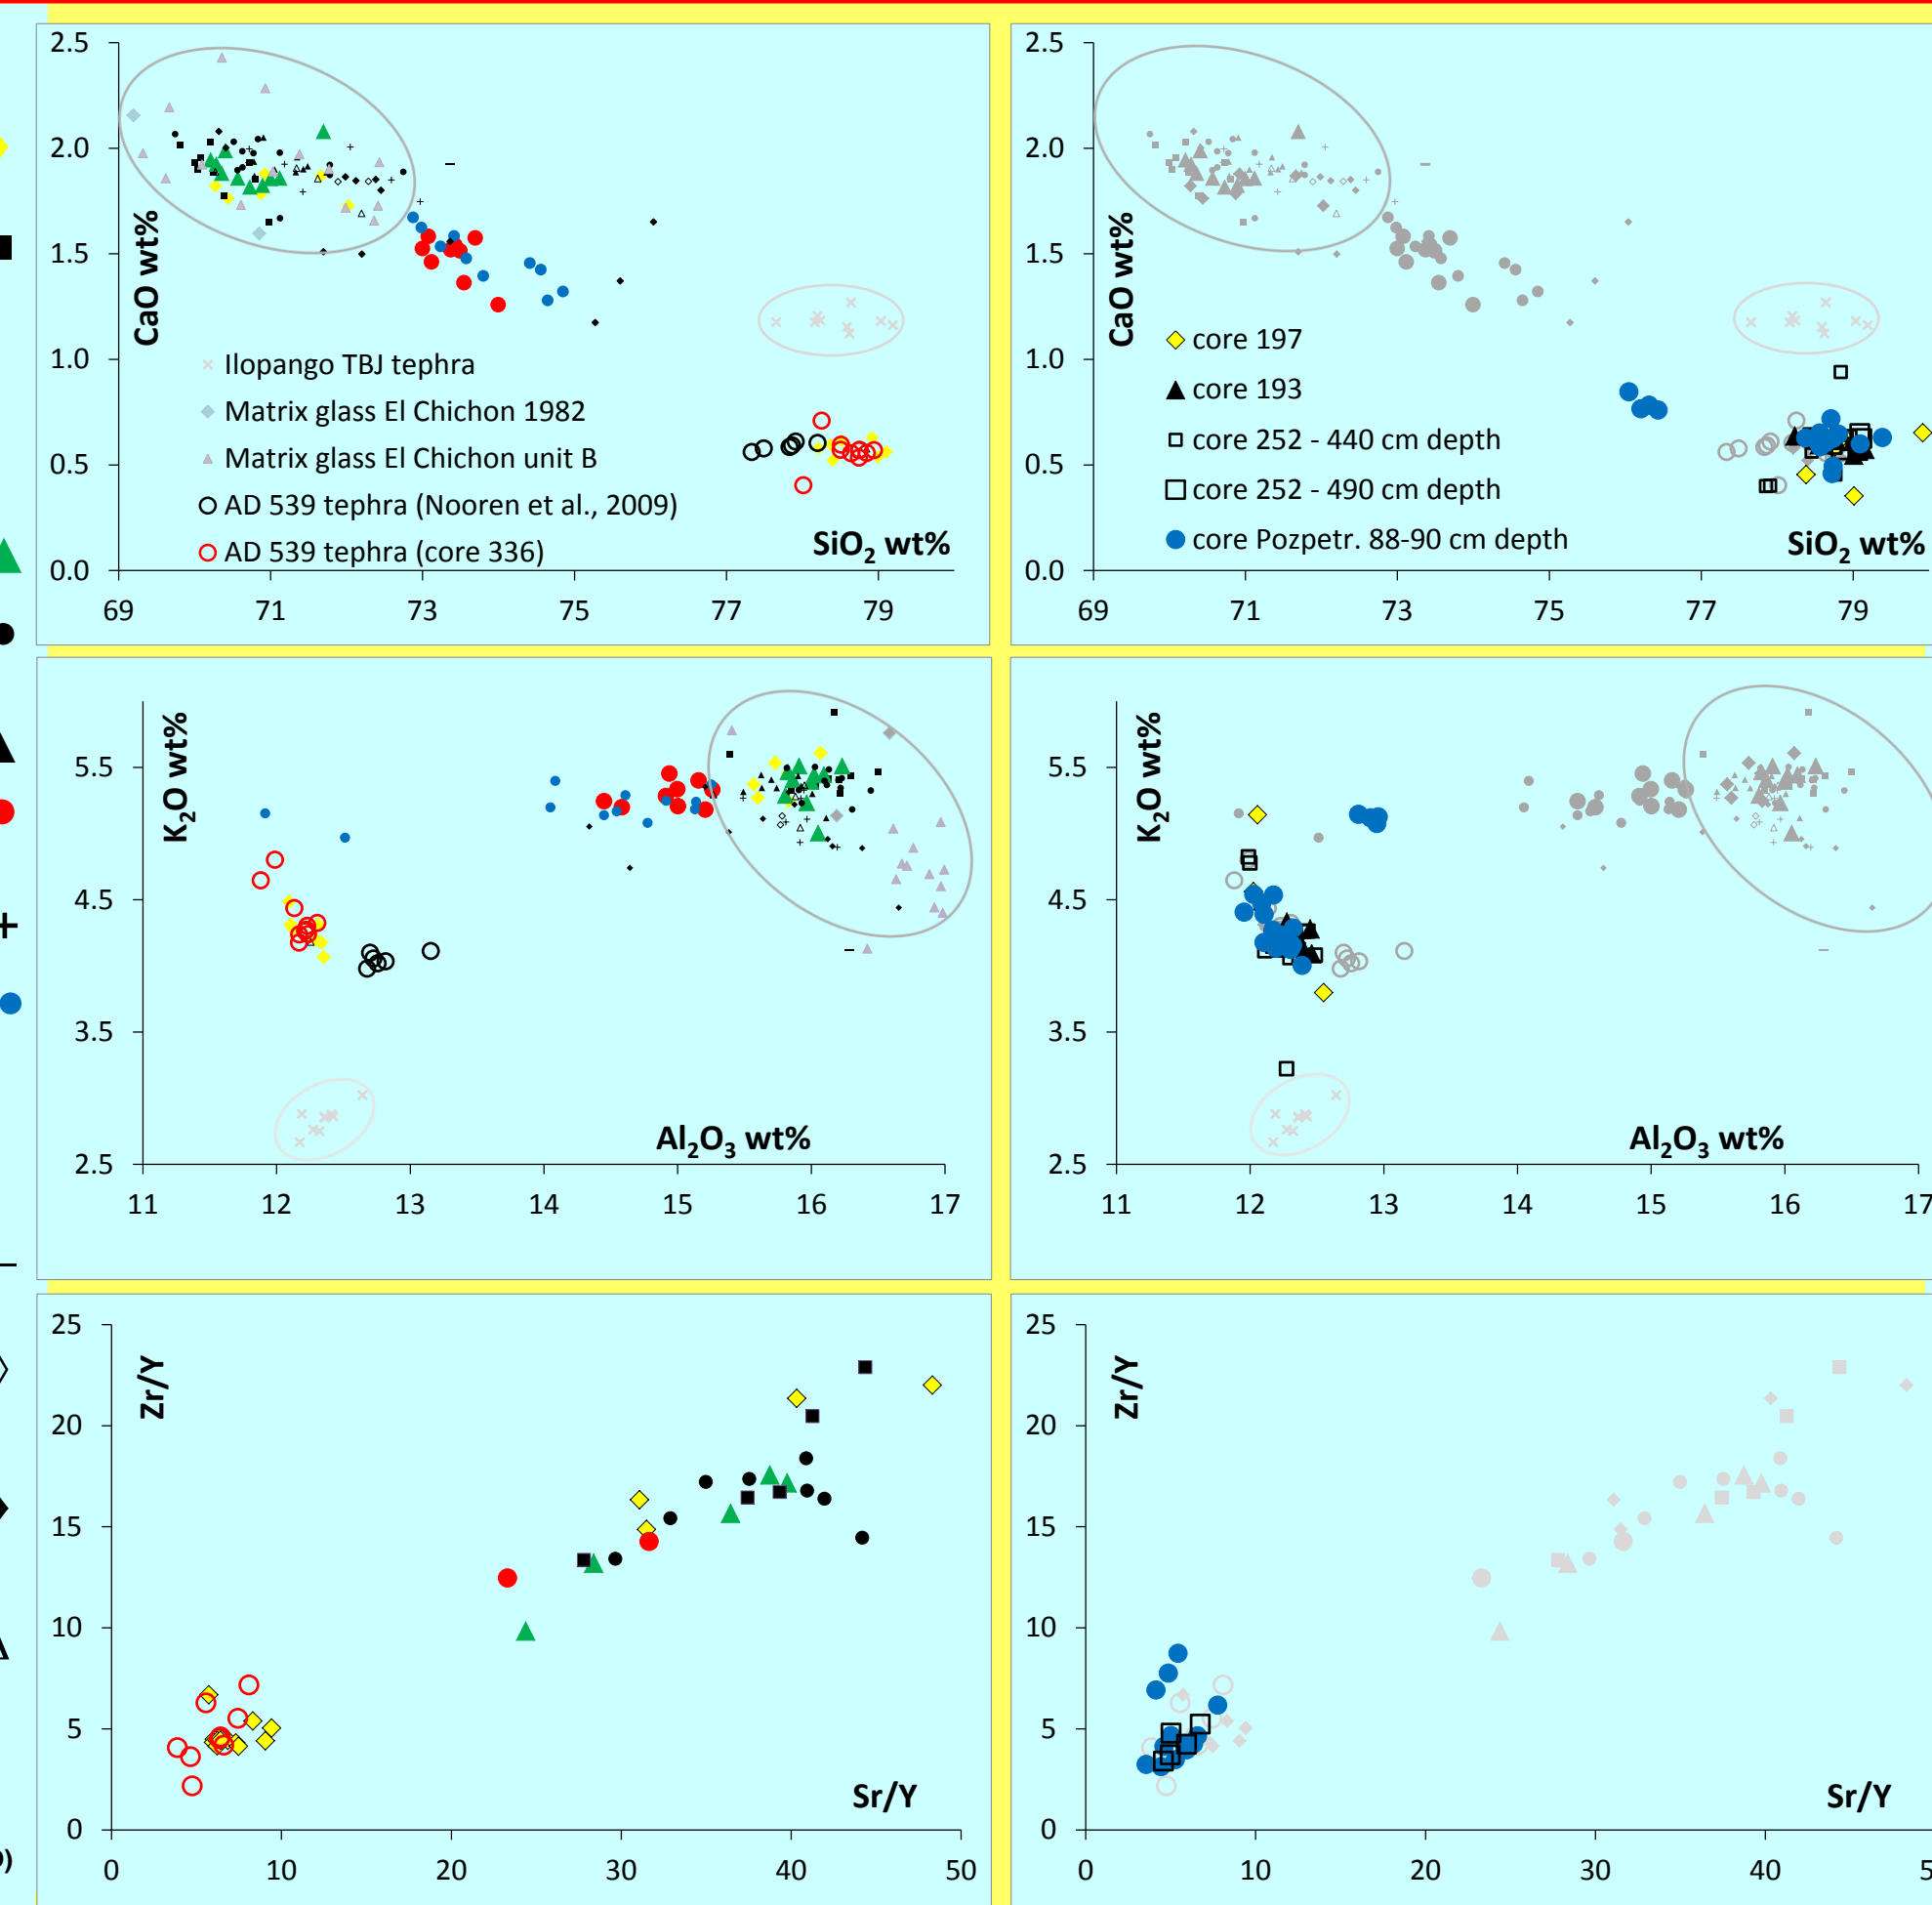 2.5
2.0
1.5
1.0
0.5
0.0
CaO wt%
Ilopango TBJ tephra
Matrix glass El Chichon 1982
Matrix glass El Chichon unit B
AD 539 tephra (Nooren et al., 2009)
AD 539 tephra (core 336)
SiO₂ wt%
69 71 73 75 77 79
2.5
2.0
1.5
1.0
0.5
0.0
CaO wt%
core 197
core 193
core 252 - 440 cm depth
core 252 - 490 cm depth
core Pozpetr. 88-90 cm depth
SiO₂ wt%
69 71 73 75 77 79
K₂O wt%
5.5
4.5
3.5
2.5
Al₂O₃ wt%
11 12 13 14 15 16 17
K₂O wt%
5.5
4.5
3.5
2.5
Al₂O₃ wt%
11 12 13 14 15 16 17
25
20
15
10
5
0
Zr/Y
Sr/Y
0 10 20 30 40 50
25
20
15
10
5
0
Zr/Y
Sr/Y
0 10 20 30 40